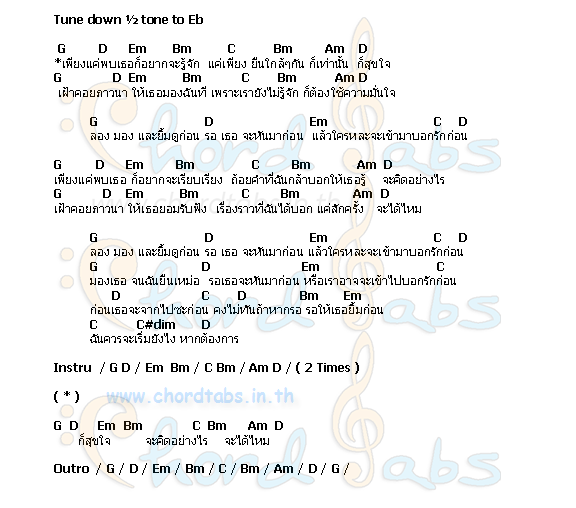 Tune down ½ tone to Eb
G D Em Bm C Bm Am D
*เพียงแค่พบเธอก็อยากจะรู้จัก แค่เพียง ยืนใกล้ๆกัน ก็เท่านั้น ก็สุขใจ
G D Em Bm C Bm Am D
เฝ้าคอยภาวนา ให้เธอมองฉันที เพราะเรายังไม่รู้จัก ก็ต้องใช้ความมั่นใจ
G D Em C D
ลอง มอง และยิ้มดูก่อน รอ เธอ จะหันมาก่อน แล้วใครหละจะเข้ามาบอกรักก่อน
G D Em Bm C Bm Am D
เพียงแค่พบเธอ ก็อยากจะเรียบเรียง ถ้อยคำที่ฉันกล้าบอกให้เธอรู้ จะคิดอย่างไร
G D Em Bm C Bm Am D
เฝ้าคอยภาวนา ให้เธอยอมรับฟัง เรื่องราวที่ฉันได้บอก แค่สักครั้ง จะได้ไหม
G D Em C D
ลอง มอง และยิ้มดูก่อน รอ เธอ จะหันมาก่อน แล้วใครหละจะเข้ามาบอกรักก่อน
G D Em C
มองเธอ จนฉันยืนเหม่อ รอเธอจะหันมาก่อน หรือเราอาจจะเข้าไปบอกรักก่อน
D C D Bm Em
ก่อนเธอจะจากไปซะก่อน คงไม่ทันถ้าหากรอ รอให้เธอยิ้มก่อน
C C#dim D
ฉันควรจะเริ่มยังไง หากต้องการ
Instru / G D / Em Bm / C Bm / Am D / ( 2 Times )
( * )
www.chordtabs.in.th
G D Em Bm C Bm Am D
ก็สุขใจ จะคิดอย่างไร จะได้ไหม
Outro / G / D / Em / Bm / C / Bm / Am / D / G /